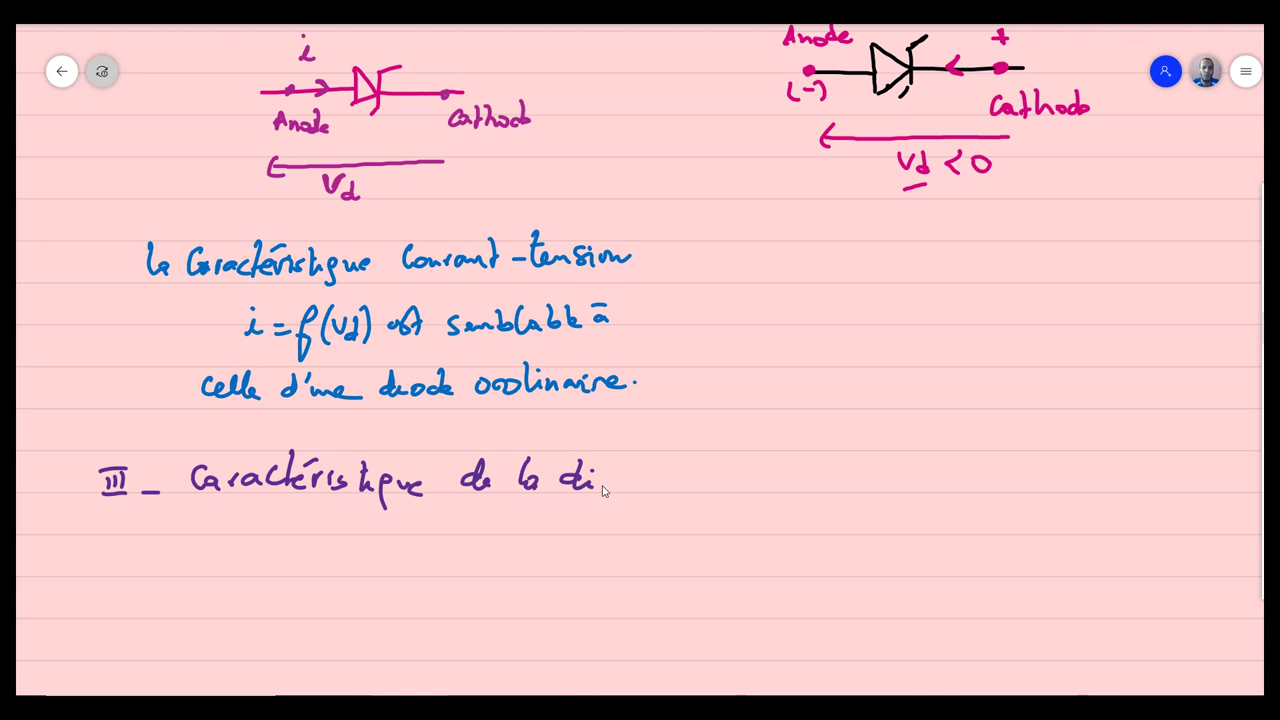 i
Anode
Cathode
Vd
Anode
+
(-)
Cathode
Vd < 0
la Caractéristique Courant-tension
i = f(Vd) est semblable à
celle d'une diode ordinaire.
III - Caractéristique de la di